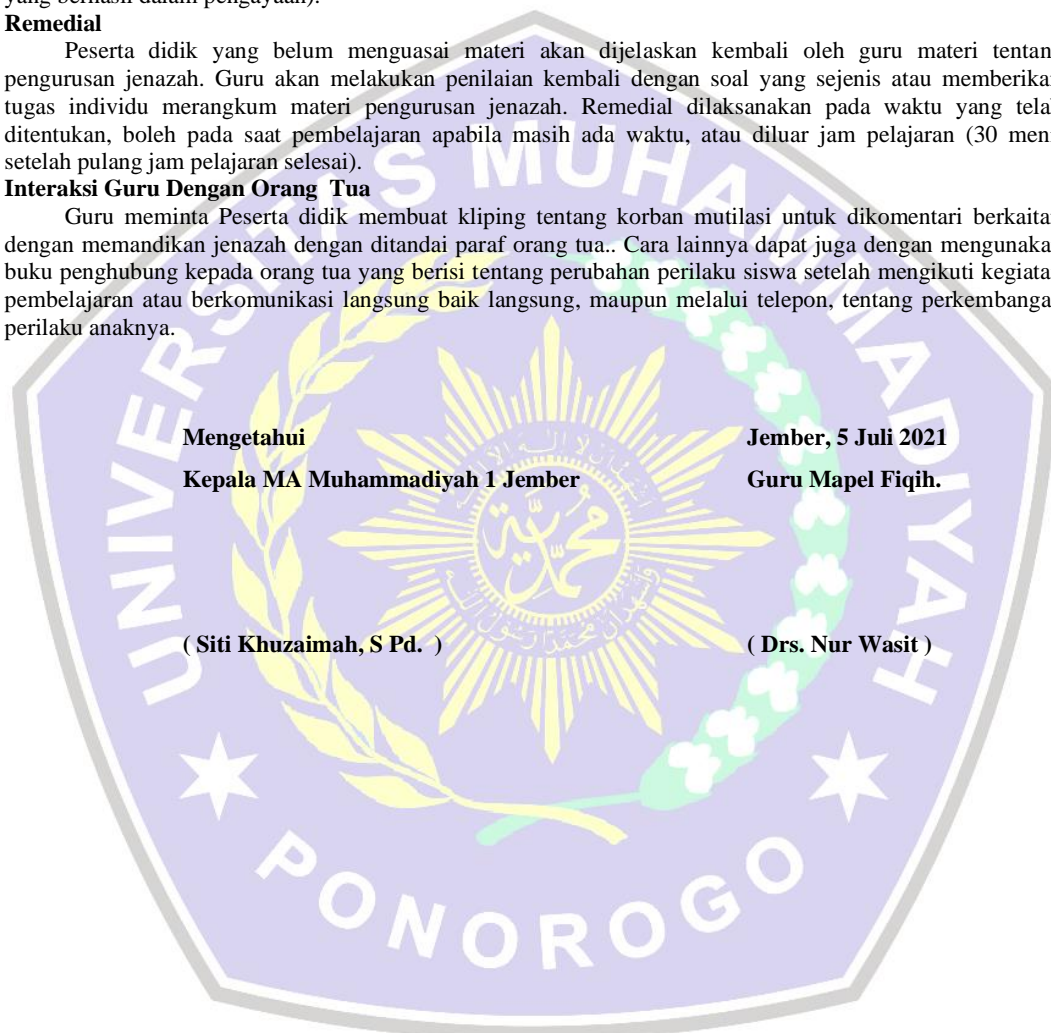 yang berhasil dalam pengayaan).
Remedial
Peserta didik yang belum menguasai materi akan dijelaskan kembali oleh guru materi tentan
pengurusan jenazah. Guru akan melakukan penilaian kembali dengan soal yang sejenis atau memberika
tugas individu merangkum materi pengurusan jenazah. Remedial dilaksanakan pada waktu yang tela
ditentukan, boleh pada saat pembelajaran apabila masih ada waktu, atau diluar jam pelajaran (30 meni
setelah pulang jam pelajaran selesai).
Interaksi Guru Dengan Orang Tua
Guru meminta Peserta didik membuat kliping tentang korban mutilasi untuk dikomentari berkaita
dengan memandikan jenazah dengan ditandai paraf orang tua.. Cara lainnya dapat juga dengan mengunaka
buku penghubung kepada orang tua yang berisi tentang perubahan perilaku siswa setelah mengikuti kegiata
pembelajaran atau berkomunikasi langsung baik langsung, maupun melalui telepon, tentang perkembanga
perilaku anaknya.
Mengetahui Jember, 5 Juli 2021
Kepala MA Muhammadiyah 1 Jember Guru Mapel Fiqih.
( Siti Khuzaimah, S Pd. ) ( Drs. Nur Wasit )
UNIVERSITAS MUHAMMADIYAH
PONOROGO
محمدية